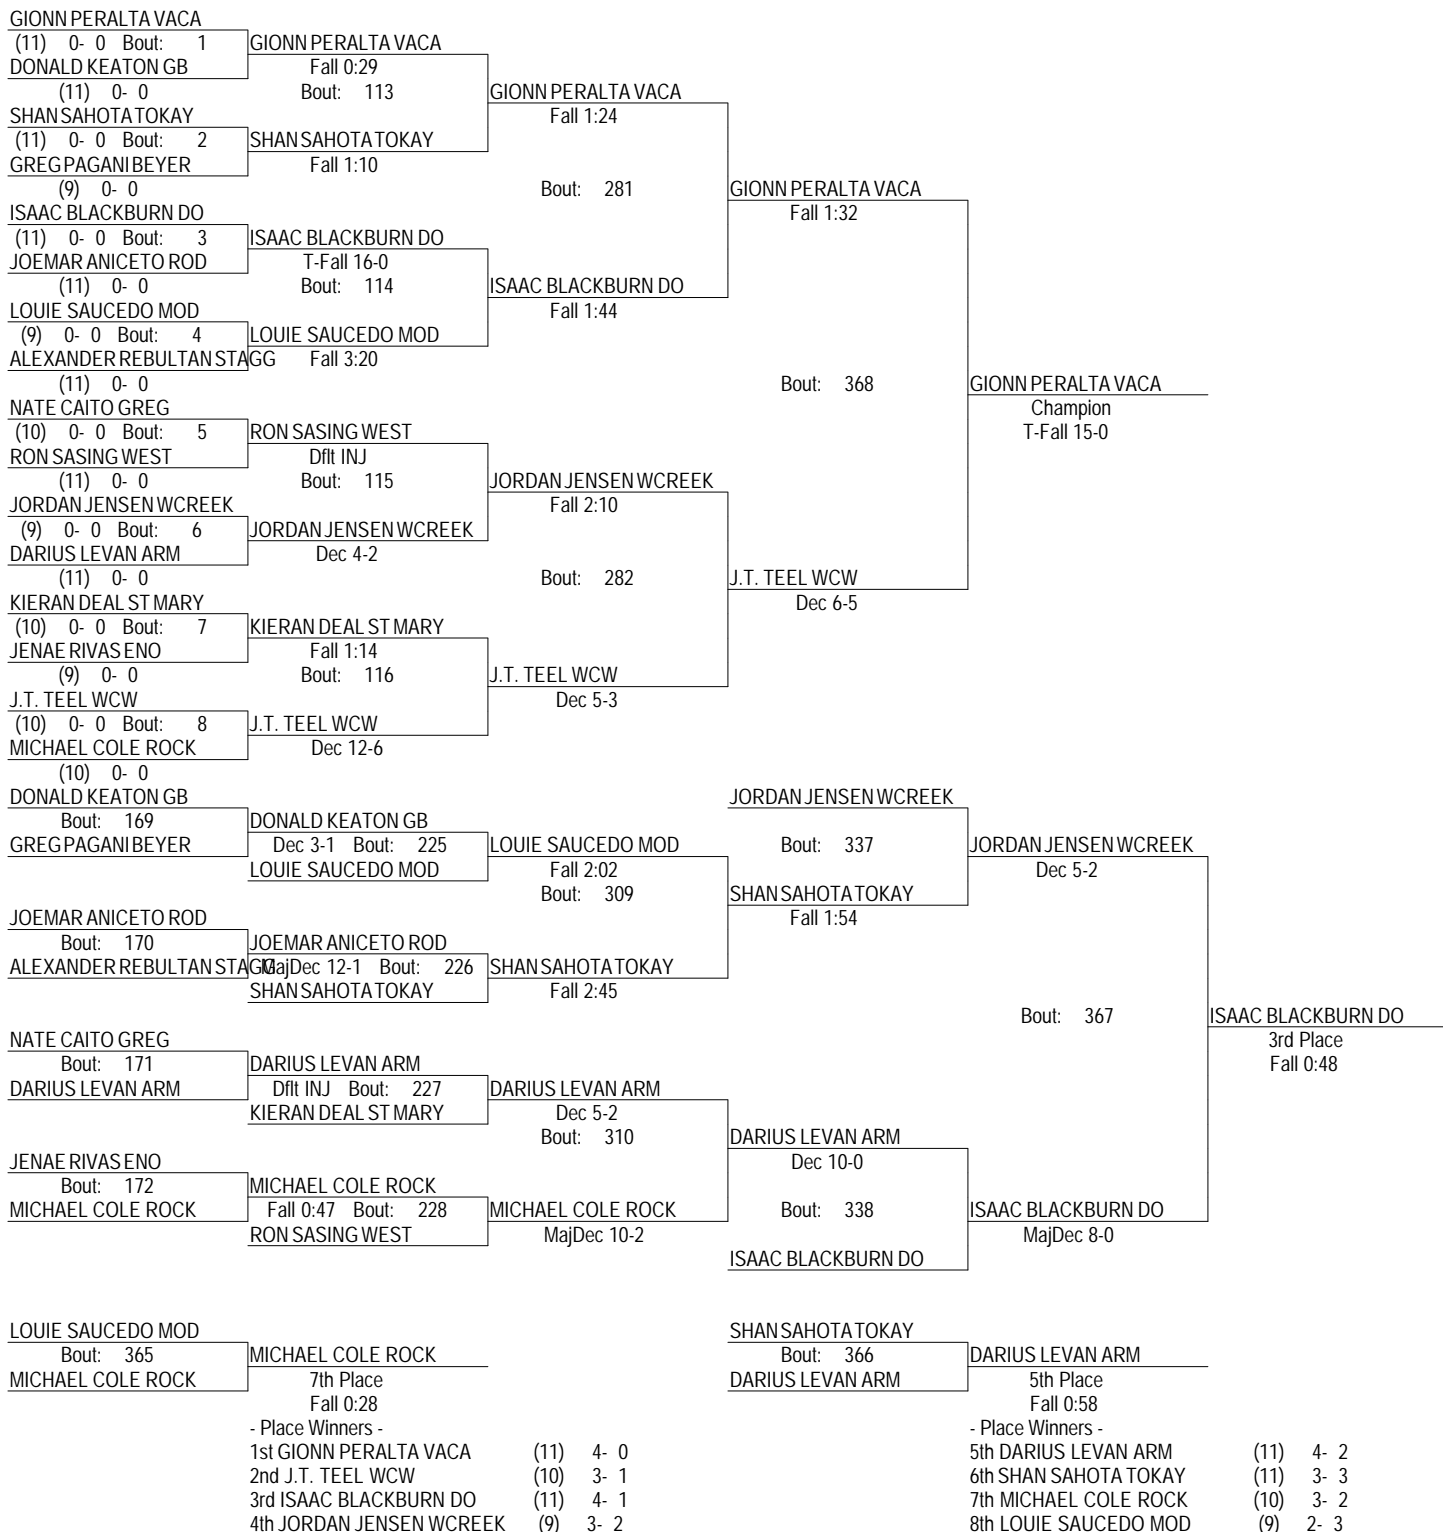 GIONN PERALTA VACA
(11) 0- 0 Bout: 1 GIONN PERALTA VACA
DONALD KEATON GB Fall 0:29
(11) 0- 0 Bout: 113 GIONN PERALTA VACA
SHAN SAHOTA TOKAY Fall 1:24
(11) 0- 0 Bout: 2 SHAN SAHOTA TOKAY
GREG PAGANI BEYER Fall 1:10
(9) 0- 0 Bout: 281 GIONN PERALTA VACA
ISAAC BLACKBURN DO Fall 1:32
(11) 0- 0 Bout: 3 ISAAC BLACKBURN DO
JOEMAR ANICETO ROD T-Fall 16-0
(11) 0- 0 Bout: 114 ISAAC BLACKBURN DO
LOUIE SAUCEDO MOD Fall 1:44
(9) 0- 0 Bout: 4 LOUIE SAUCEDO MOD
ALEXANDER REBULTAN STAGG Fall 3:20
(11) 0- 0 Bout: 368 GIONN PERALTA VACA
NATE CAITO GREG Champion
(10) 0- 0 Bout: 5 RON SASING WEST T-Fall 15-0
RON SASING WEST Dflt INJ
(11) 0- 0 Bout: 115 JORDAN JENSEN WCREEK
JORDAN JENSEN WCREEK Fall 2:10
(9) 0- 0 Bout: 6 JORDAN JENSEN WCREEK
DARIUS LEVAN ARM Dec 4-2
(11) 0- 0 Bout: 282 J.T. TEEL WCW
KIERAN DEAL ST MARY Dec 6-5
(10) 0- 0 Bout: 7 KIERAN DEAL ST MARY
JENAE RIVAS ENO Fall 1:14
(9) 0- 0 Bout: 116 J.T. TEEL WCW
J.T. TEEL WCW Dec 5-3
(10) 0- 0 Bout: 8 J.T. TEEL WCW
MICHAEL COLE ROCK Dec 12-6
(10) 0- 0
DONALD KEATON GB JORDAN JENSEN WCREEK
Bout: 169 DONALD KEATON GB
GREG PAGANI BEYER Dec 3-1 Bout: 225 LOUIE SAUCEDO MOD Bout: 337 JORDAN JENSEN WCREEK
LOUIE SAUCEDO MOD Fall 2:02 Dec 5-2
Bout: 309 SHAN SAHOTA TOKAY
JOEMAR ANICETO ROD Fall 1:54
Bout: 170 JOEMAR ANICETO ROD
ALEXANDER REBULTAN STAGG MajDec 12-1 Bout: 226 SHAN SAHOTA TOKAY
SHAN SAHOTA TOKAY Fall 2:45
Bout: 367 ISAAC BLACKBURN DO
NATE CAITO GREG 3rd Place
Bout: 171 DARIUS LEVAN ARM Fall 0:48
DARIUS LEVAN ARM Dflt INJ Bout: 227 DARIUS LEVAN ARM
KIERAN DEAL ST MARY Dec 5-2
Bout: 310 DARIUS LEVAN ARM
JENAE RIVAS ENO Dec 10-0
Bout: 172 MICHAEL COLE ROCK
MICHAEL COLE ROCK Fall 0:47 Bout: 228 MICHAEL COLE ROCK Bout: 338 ISAAC BLACKBURN DO
RON SASING WEST MajDec 10-2 MajDec 8-0
ISAAC BLACKBURN DO
LOUIE SAUCEDO MOD SHAN SAHOTA TOKAY
Bout: 365 MICHAEL COLE ROCK Bout: 366 DARIUS LEVAN ARM
MICHAEL COLE ROCK 7th Place DARIUS LEVAN ARM 5th Place
Fall 0:28 Fall 0:58
- Place Winners - - Place Winners -
1st GIONN PERALTA VACA (11) 4- 0 5th DARIUS LEVAN ARM (11) 4- 2
2nd J.T. TEEL WCW (10) 3- 1 6th SHAN SAHOTA TOKAY (11) 3- 3
3rd ISAAC BLACKBURN DO (11) 4- 1 7th MICHAEL COLE ROCK (10) 3- 2
4th JORDAN JENSEN WCREEK (9) 3- 2 8th LOUIE SAUCEDO MOD (9) 2- 3